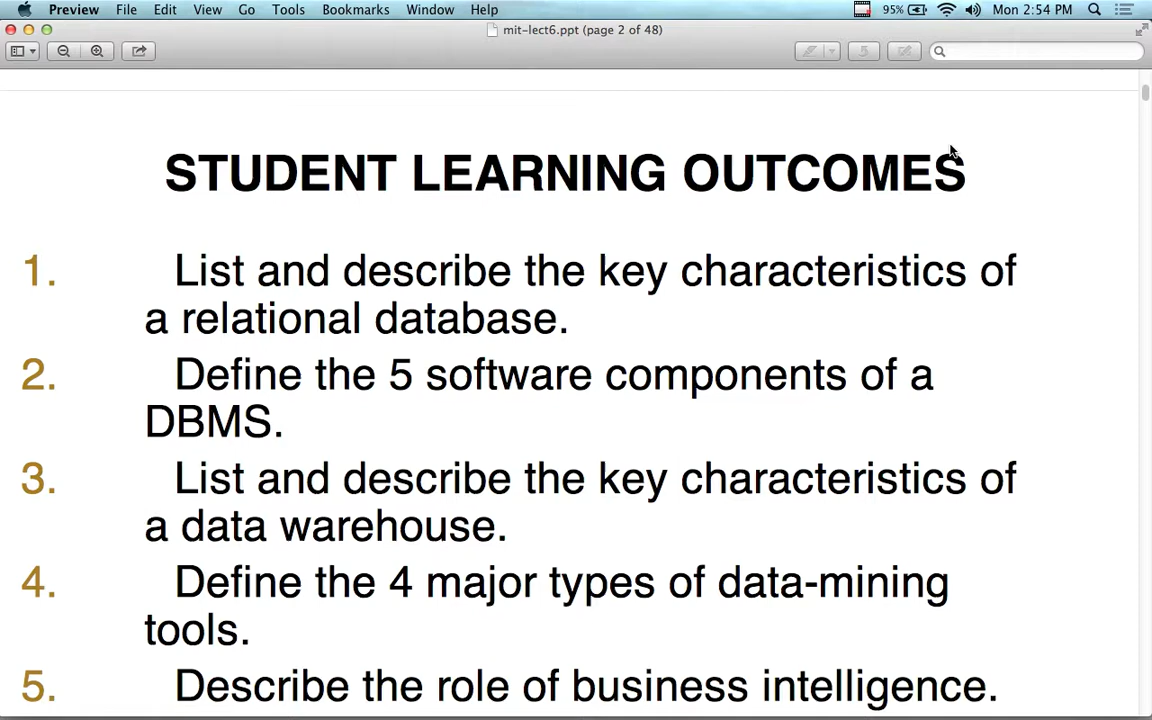 Preview File Edit View Go Tools Bookmarks Window Help 95% Mon 2:54 PM
mit-lect6.ppt (page 2 of 48)
STUDENT LEARNING OUTCOMES
1. List and describe the key characteristics of
a relational database.
2. Define the 5 software components of a
DBMS.
3. List and describe the key characteristics of
a data warehouse.
4. Define the 4 major types of data-mining
tools.
5. Describe the role of business intelligence.